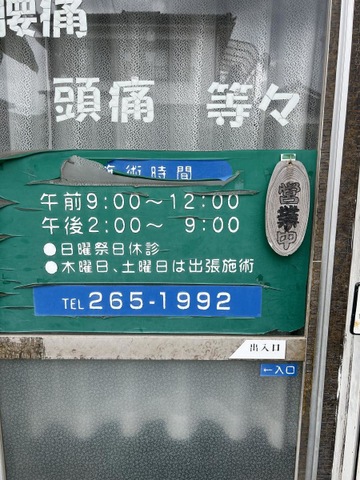 腰痛
頭痛 等々
施術時間
午前9:00〜12:00
午後2:00〜 9:00
●日曜祭日休診
●木曜日、土曜日は出張施術
TEL 265-1992
營業中
出入口
←入口